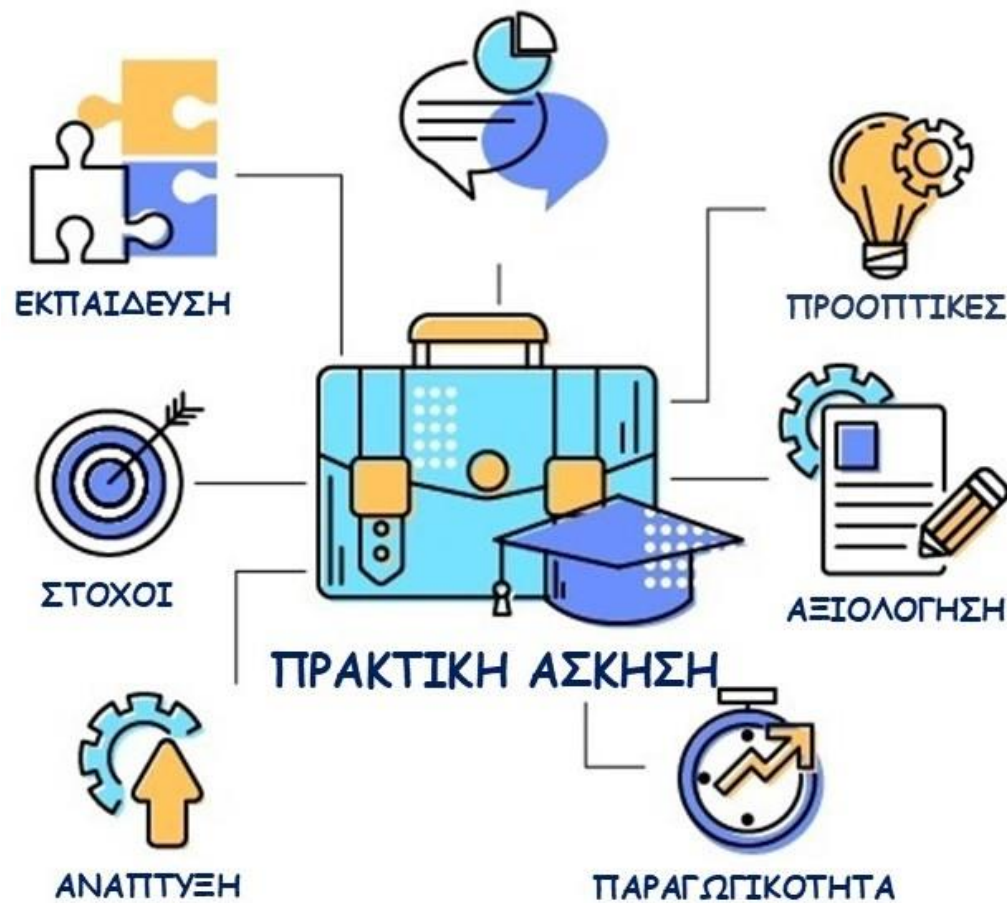 ΕΚΠΑΙΔΕΥΣΗ
ΠΡΟΟΠΤΙΚΕΣ
ΣΤΟΧΟΙ
ΑΞΙΟΛΟΓΗΣΗ
ΠΡΑΚΤΙΚΗ ΑΣΚΗΣΗ
ΑΝΑΠΤΥΞΗ
ΠΑΡΑΓΩΓΙΚΟΤΗΤΑ